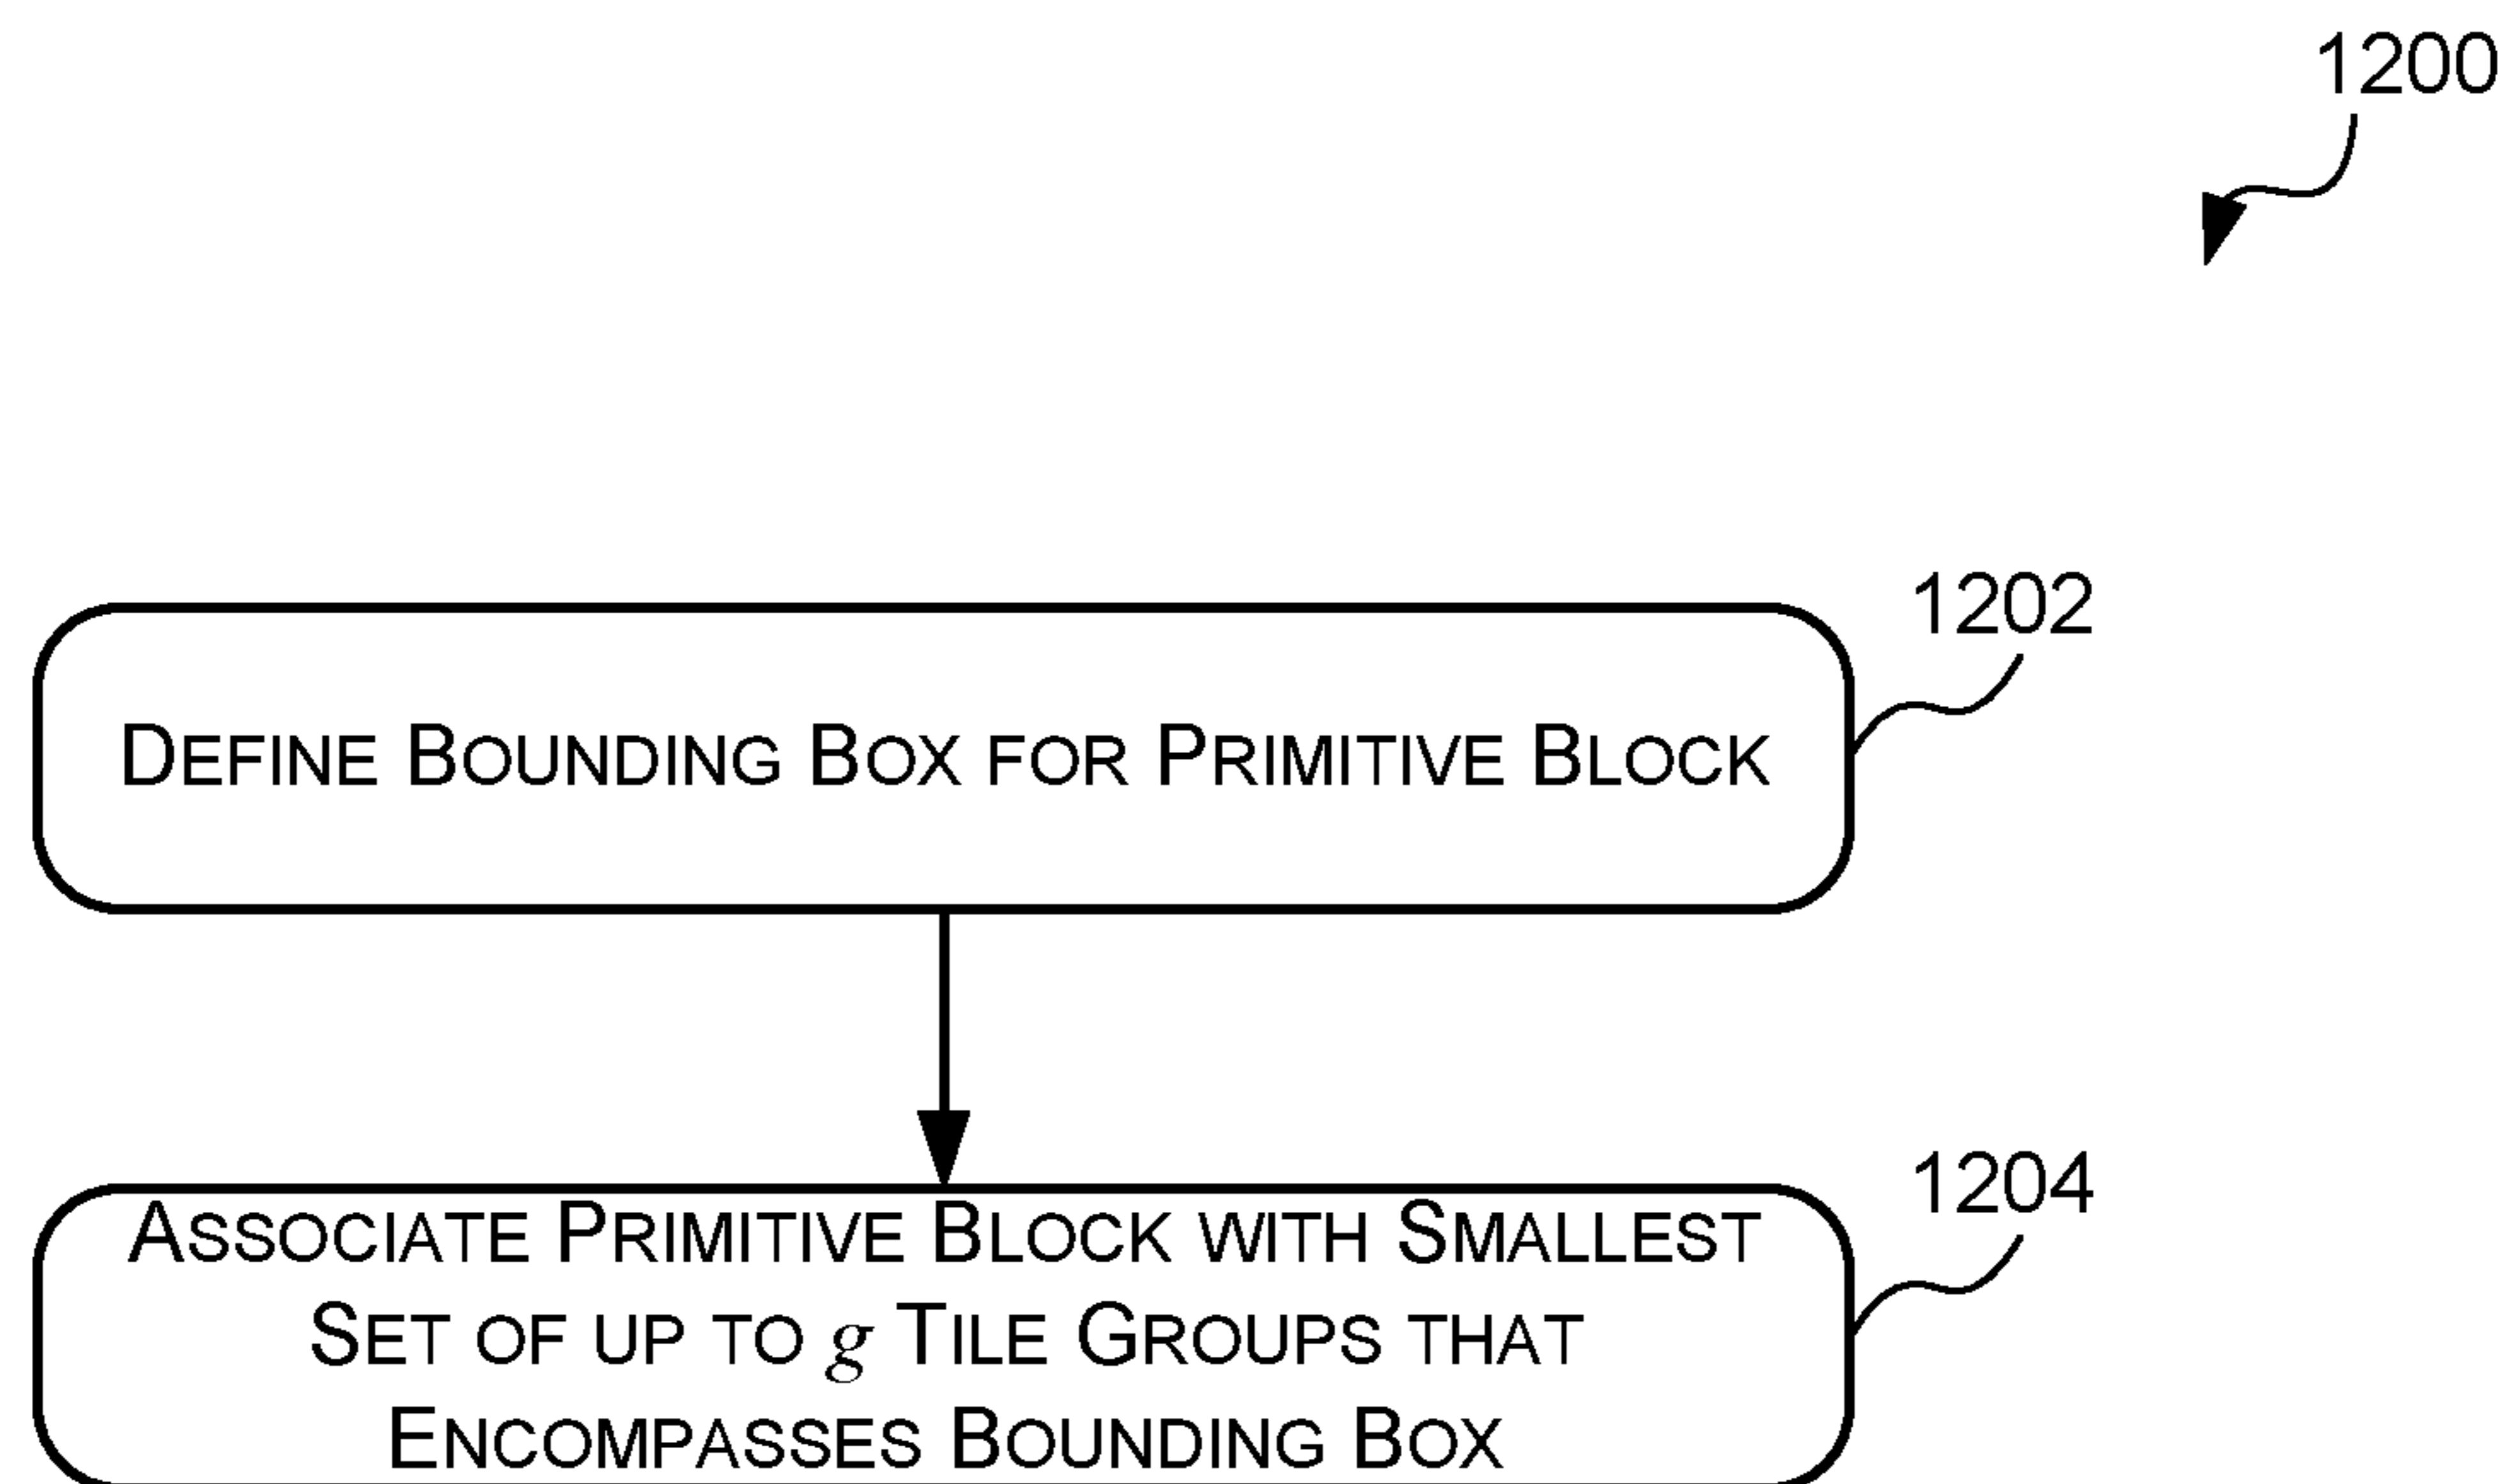 1200
1202
DEFINE BOUNDING BOX FOR PRIMITIVE BLOCK
1204
ASSOCIATE PRIMITIVE BLOCK WITH SMALLEST
SET OF UP TO g TILE GROUPS THAT
ENCOMPASSES BOUNDING BOX